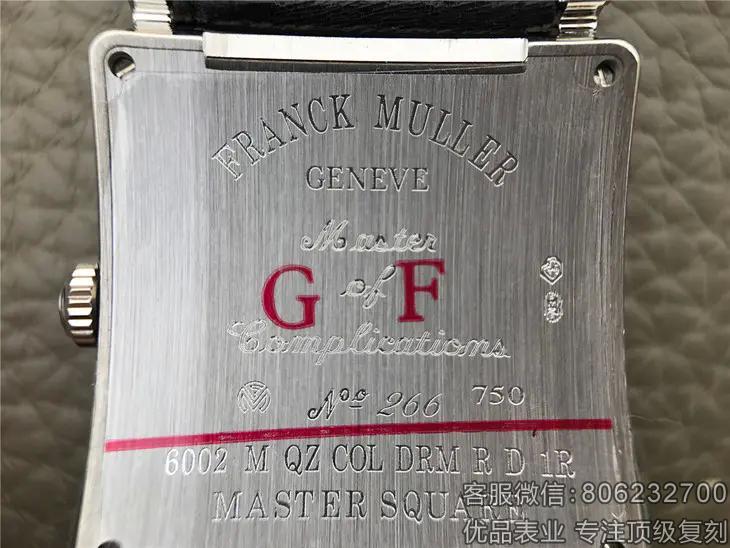 FRANCK MULLER
GENEVE
Master
G of F
Complications
Nº 266 750
6002 M QZ COL DRM R D 1R
MASTER SQUARE
客服微信:806232700
优品表业 专注顶级复刻